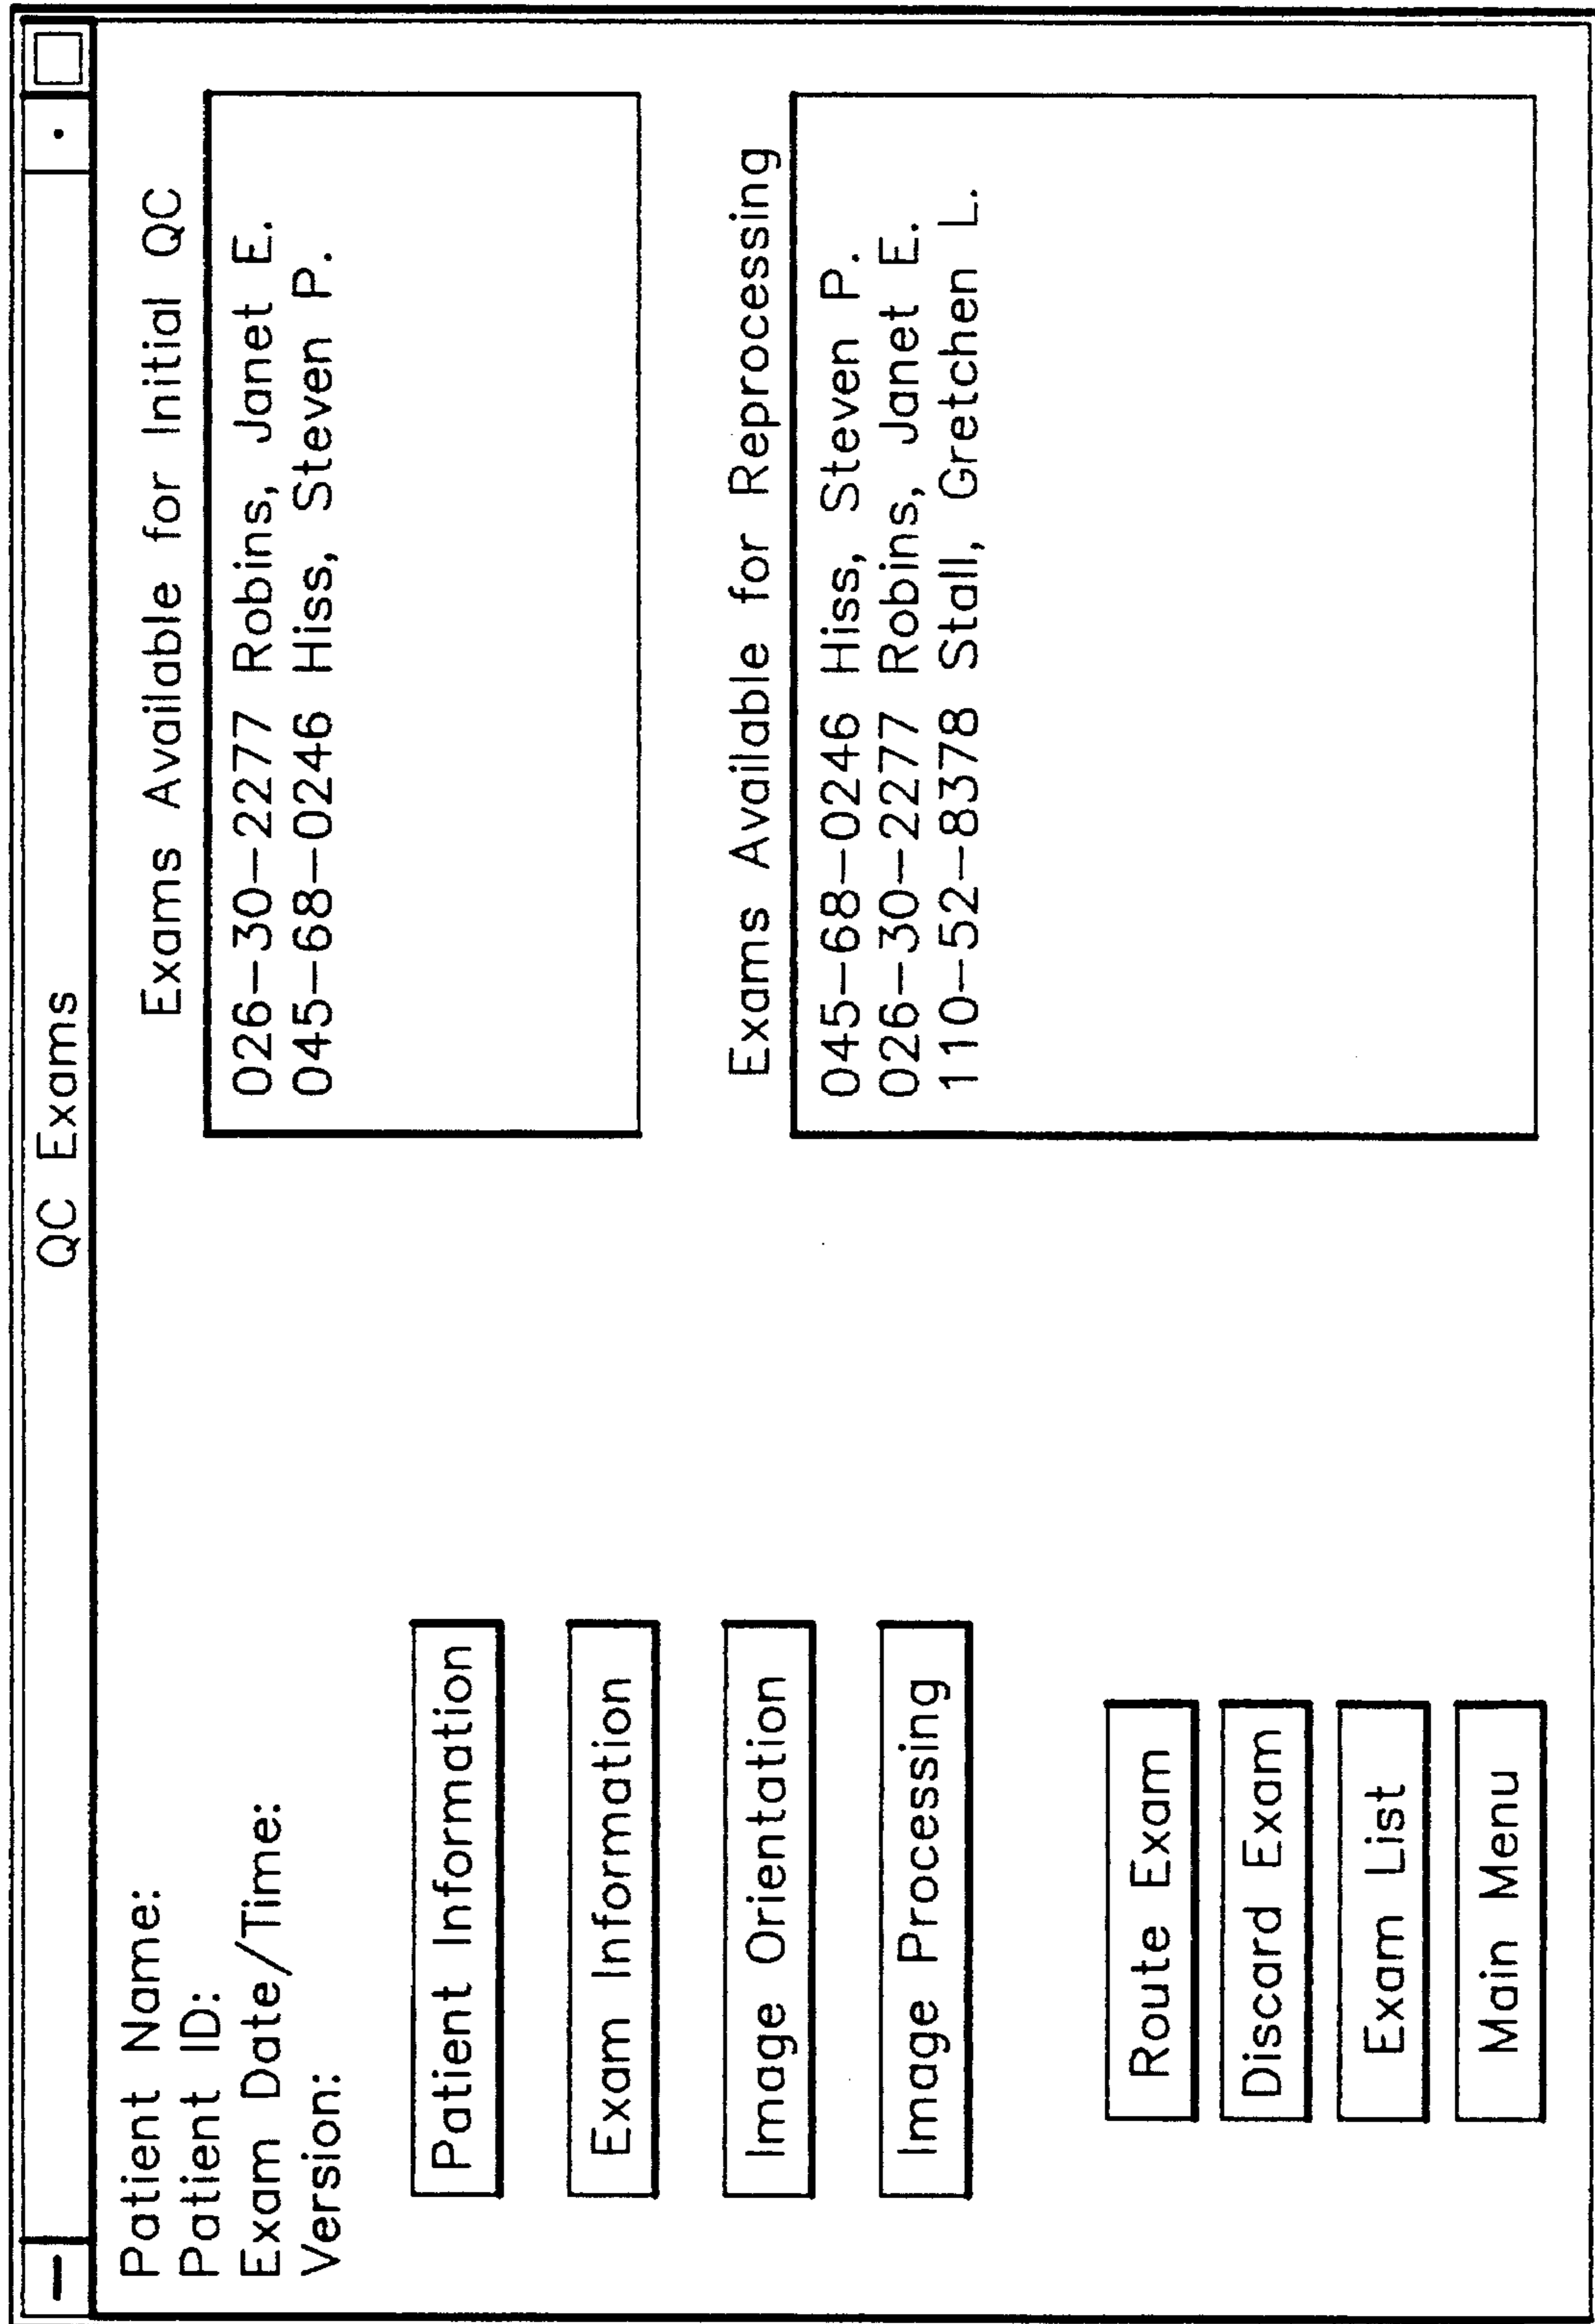 QC Exams
Patient Name:
Patient ID:
Exam Date/Time:
Version:
Patient Information
Exam Information
Image Orientation
Image Processing
Route Exam
Discard Exam
Exam List
Main Menu
Exams Available for Initial QC
026-30-2277 Robins, Janet E.
045-68-0246 Hiss, Steven P.
Exams Available for Reprocessing
045-68-0246 Hiss, Steven P.
026-30-2277 Robins, Janet E.
110-52-8378 Stall, Gretchen L.